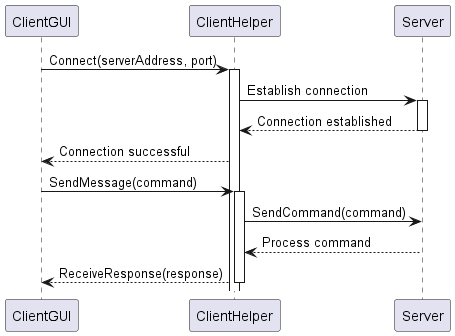 ClientGUI ClientHelper Server
Connect(serverAddress, port)
Establish connection
Connection established
Connection successful
SendMessage(command)
SendCommand(command)
Process command
ReceiveResponse(response)
ClientGUI ClientHelper Server